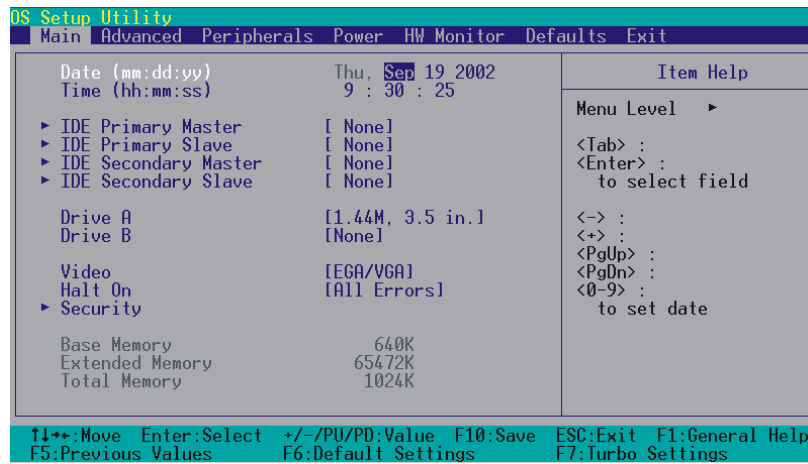 OS Setup Utility
Main Advanced Peripherals Power HW Monitor Defaults Exit
Date (mm:dd:yy) Thu, Sep 19 2002
Time (hh:mm:ss) 9 : 30 : 25
► IDE Primary Master [ None]
► IDE Primary Slave [ None]
► IDE Secondary Master [ None]
► IDE Secondary Slave [ None]
Drive A [1.44M, 3.5 in.]
Drive B [None]
Video [EGA/VGA]
Halt On [All Errors]
► Security
Base Memory 640K
Extended Memory 65472K
Total Memory 1024K
Item Help
Menu Level ►
<Tab> :
<Enter> :
to select field
<-> :
<+> :
<PgUp> :
<PgDn> :
<0-9> :
to set date
↑↓→←:Move Enter:Select +/-/PU/PD:Value F10:Save ESC:Exit F1:General Help
F5:Previous Values F6:Default Settings F7:Turbo Settings